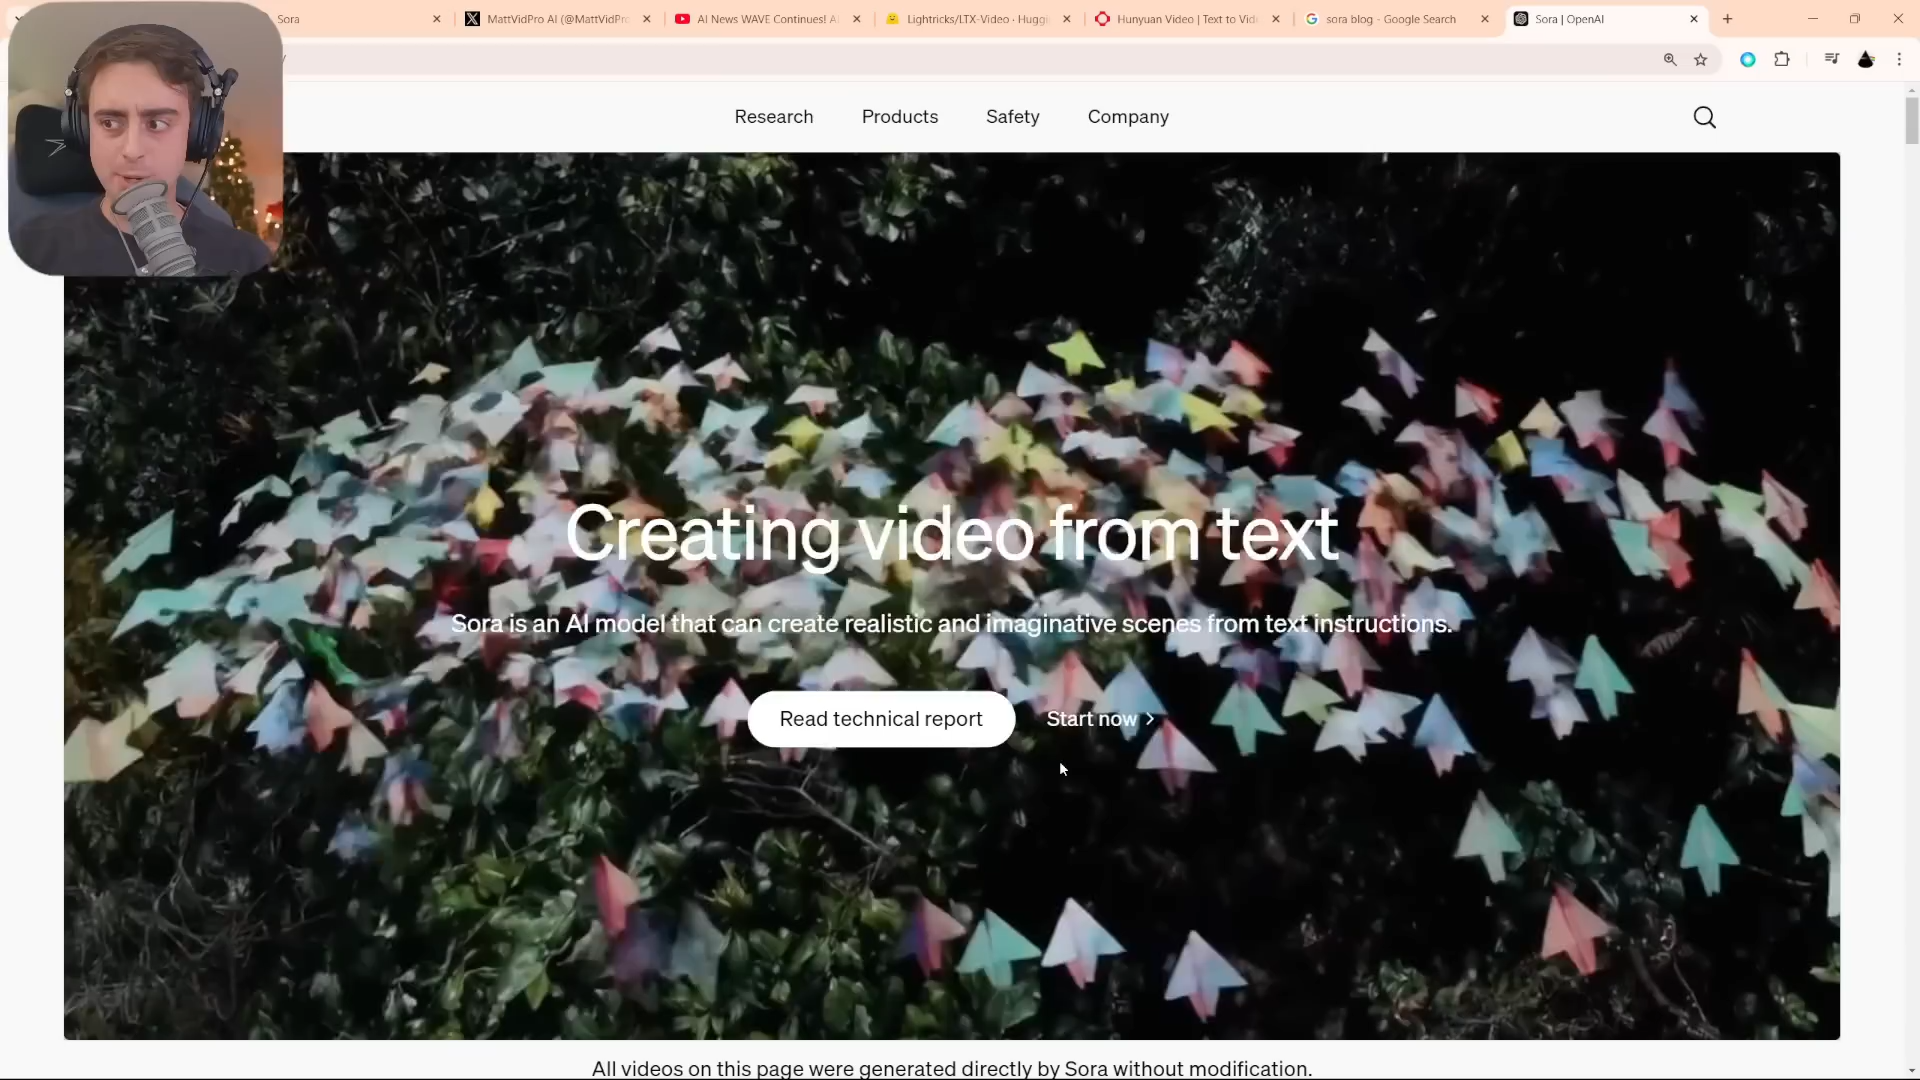 Sora
MattVidPro AI (@MattVidPro
AI News WAVE Continues! A
Lightricks/LTX-Video · Huggi
Hunyuan Video | Text to Vid
sora blog - Google Search
Sora | OpenAI
/
Research
Products
Safety
Company
Creating video from text
Sora is an AI model that can create realistic and imaginative scenes from text instructions.
Read technical report
Start now >
All videos on this page were generated directly by Sora without modification.